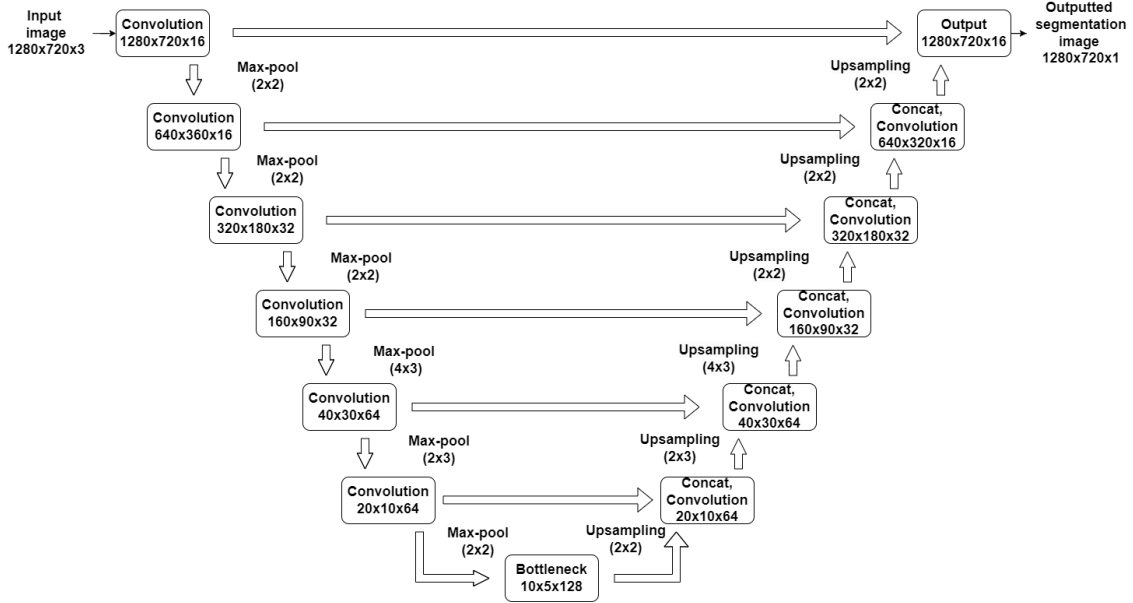 Input
image
1280x720x3
Convolution
1280x720x16
Output
1280x720x16
Outputted
segmentation
image
1280x720x1
Max-pool
(2x2)
Upsampling
(2x2)
Convolution
640x360x16
Concat,
Convolution
640x320x16
Max-pool
(2x2)
Upsampling
(2x2)
Convolution
320x180x32
Concat,
Convolution
320x180x32
Max-pool
(2x2)
Upsampling
(2x2)
Convolution
160x90x32
Concat,
Convolution
160x90x32
Max-pool
(4x3)
Upsampling
(4x3)
Convolution
40x30x64
Concat,
Convolution
40x30x64
Max-pool
(2x3)
Upsampling
(2x3)
Convolution
20x10x64
Concat,
Convolution
20x10x64
Max-pool
(2x2)
Upsampling
(2x2)
Bottleneck
10x5x128